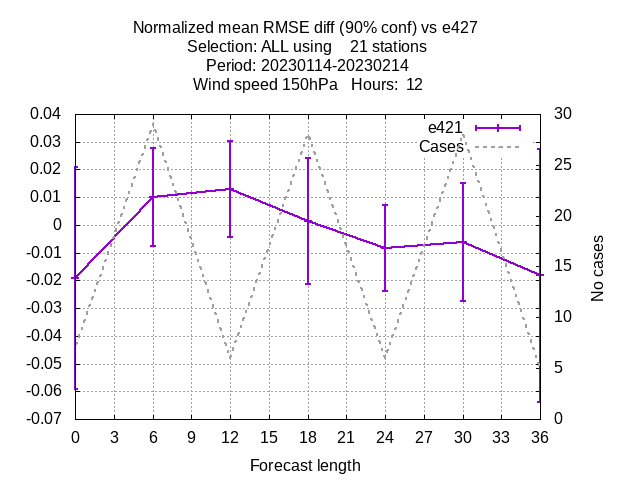 Normalized mean RMSE diff (90% conf) vs e427
Selection: ALL using    21 stations
Period: 20230114-20230214
Wind speed 150hPa   Hours:  12
e421
Cases
0.04
0.03
0.02
0.01
0
-0.01
-0.02
-0.03
-0.04
-0.05
-0.06
-0.07
30
25
20
15
10
5
0
No cases
0 3 6 9 12 15 18 21 24 27 30 33 36
Forecast length